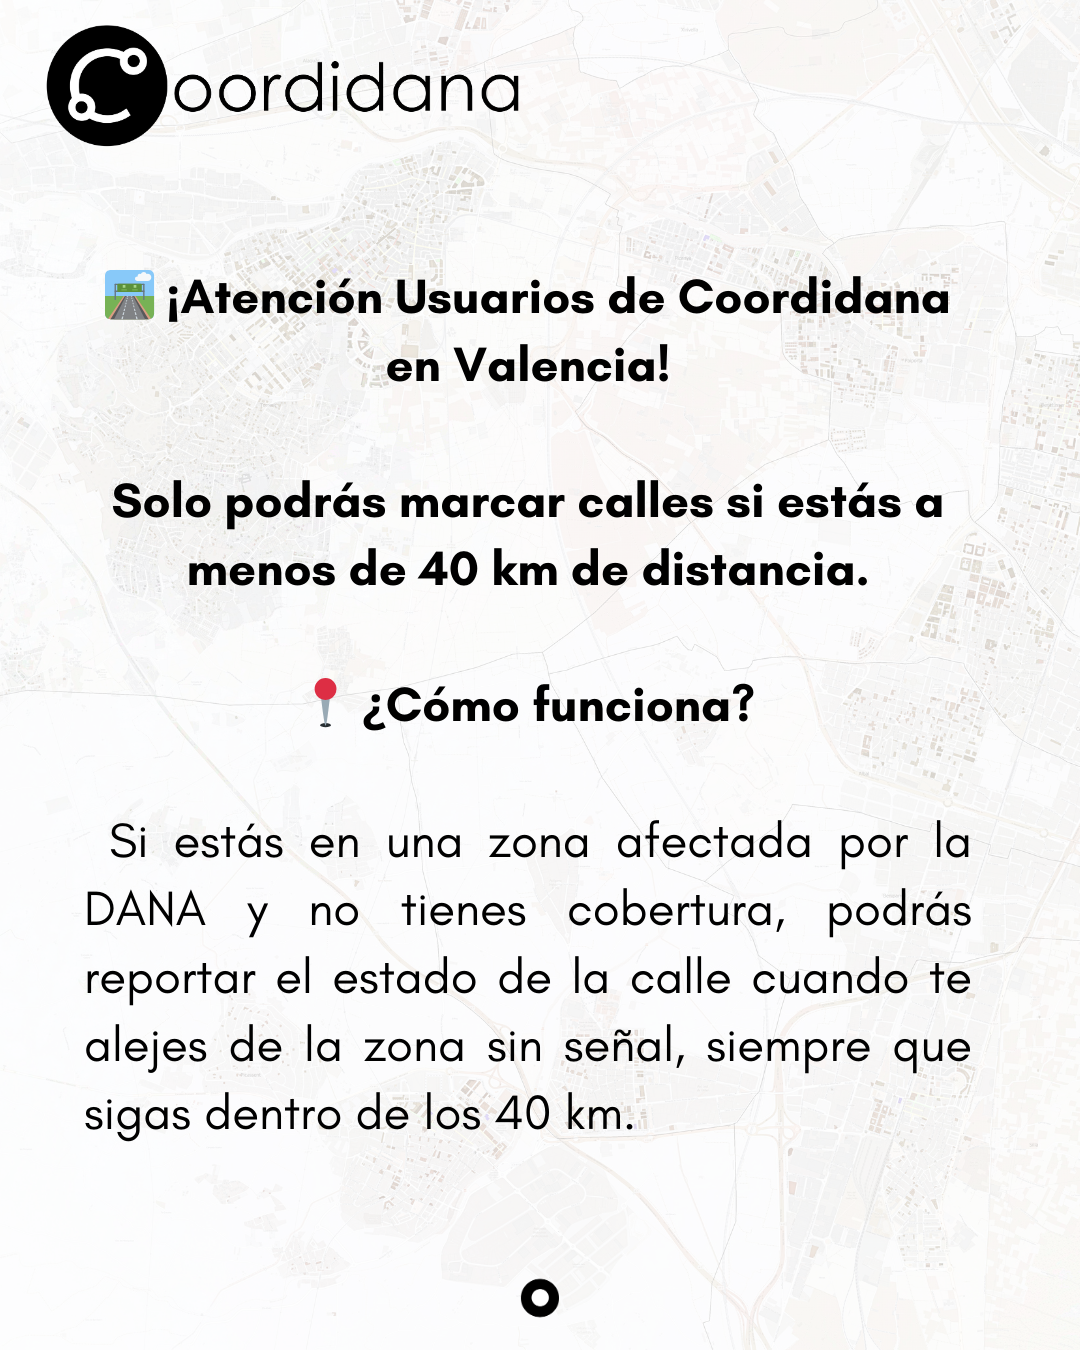 Coordidana
¡Atención Usuarios de Coordidana
en Valencia!
Solo podrás marcar calles si estás a
menos de 40 km de distancia.
¿Cómo funciona?
Si estás en una zona afectada por la
DANA y no tienes cobertura, podrás
reportar el estado de la calle cuando te
alejes de la zona sin señal, siempre que
sigas dentro de los 40 km.